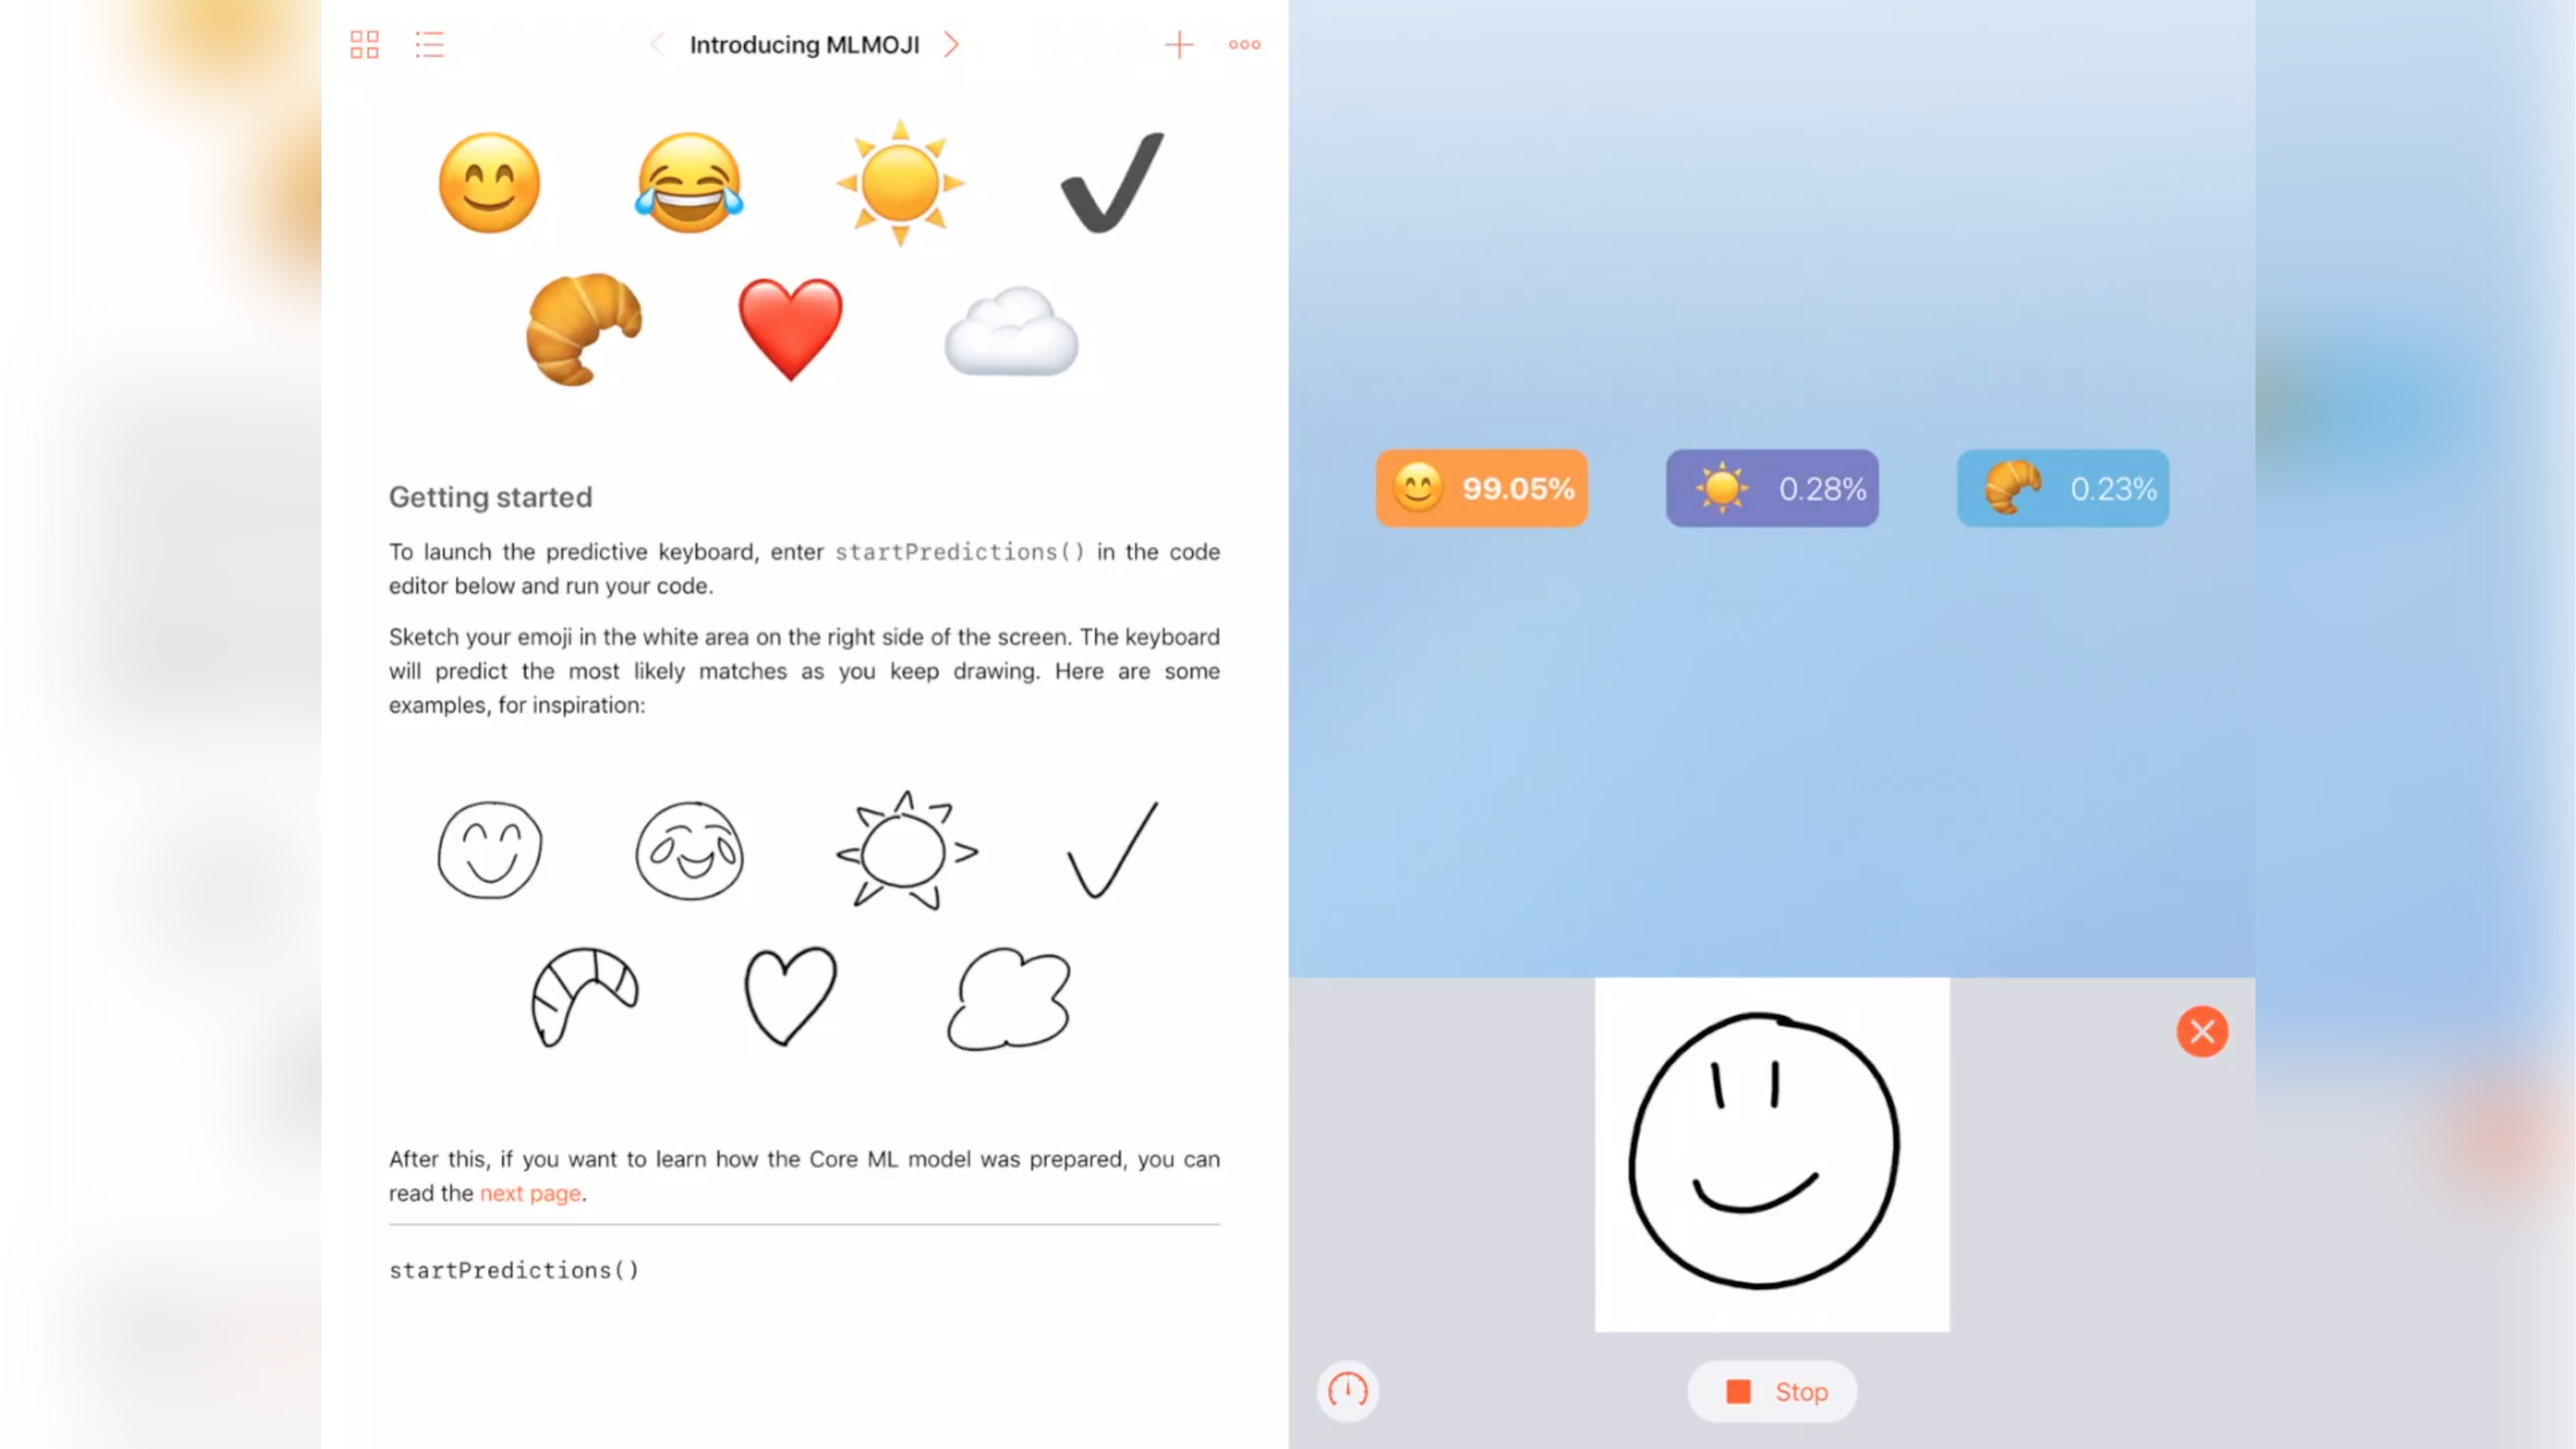 Introducing MLMOJI
Getting started
To launch the predictive keyboard, enter startPredictions() in the code
editor below and run your code.
Sketch your emoji in the white area on the right side of the screen. The keyboard
will predict the most likely matches as you keep drawing. Here are some
examples, for inspiration:
After this, if you want to learn how the Core ML model was prepared, you can
read the next page.
startPredictions()
99.05%
0.28%
0.23%
Stop